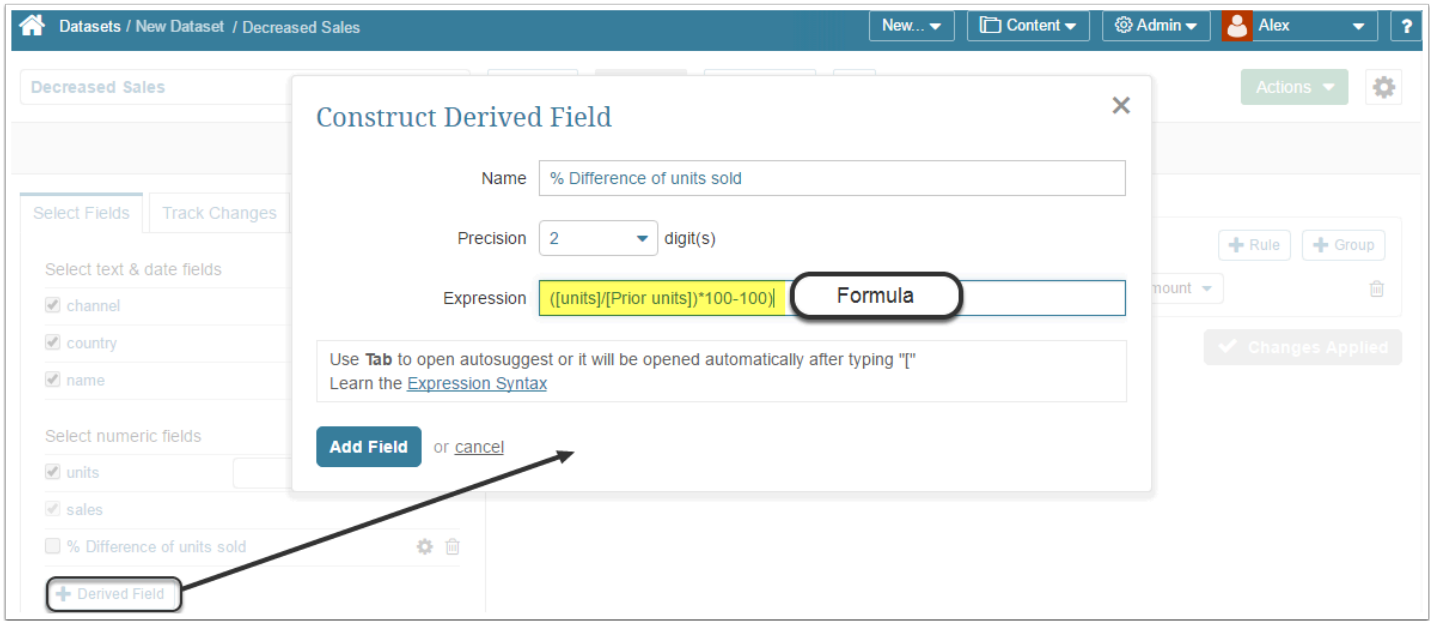 Datasets / New Dataset / Decreased Sales
New...
Content
Admin
Alex
?
Decreased Sales
Actions
Construct Derived Field
Name
% Difference of units sold
Precision
2
digit(s)
Expression
([units]/[Prior units])*100-100)
Formula
Use Tab to open autosuggest or it will be opened automatically after typing "["
Learn the Expression Syntax
Add Field
or cancel
Select Fields
Track Changes
Select text & date fields
channel
country
name
Select numeric fields
units
sales
% Difference of units sold
Derived Field
Rule
Group
mount
Changes Applied